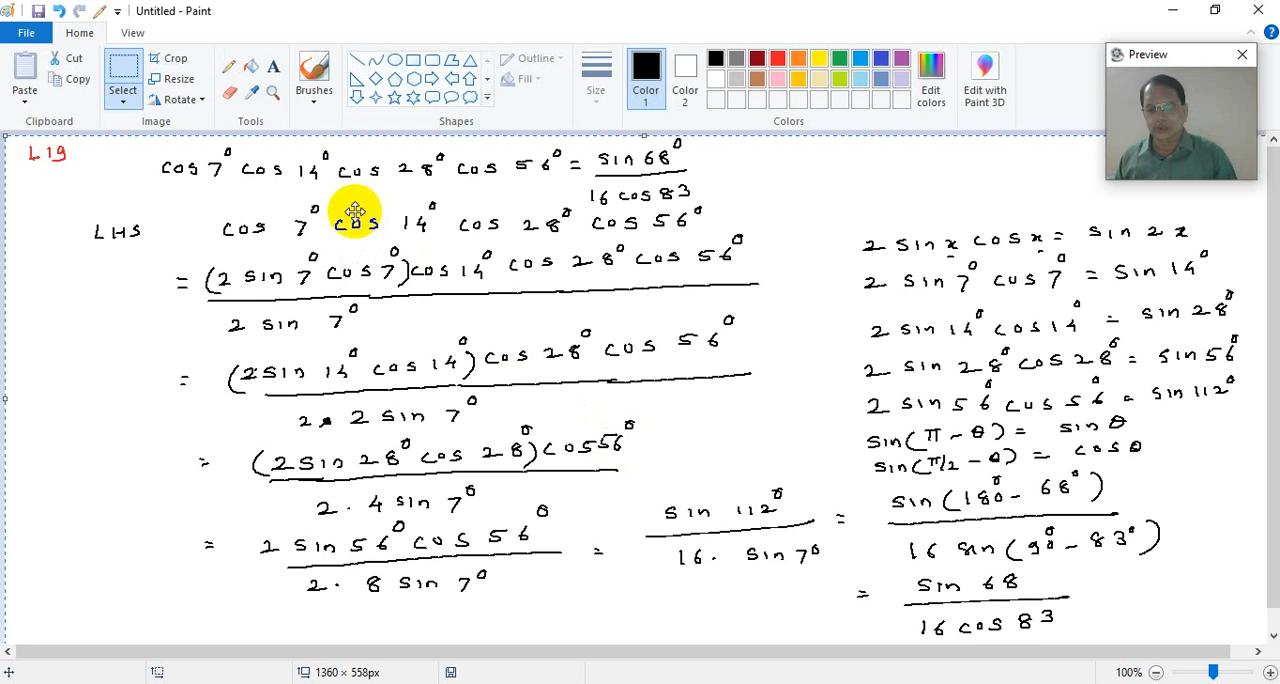 Untitled - Paint
File Home View
Paste Cut Copy Clipboard
Select Crop Resize Rotate Image
Tools
Brushes
Outline Fill Shapes
Size
Color 1 Color 2 Edit colors Edit with Paint 3D Colors
Preview
L19
cos 7° cos 14° cos 28° cos 56° = sin 68° / 16 cos 83
LHS cos 7° cos 14° cos 28° cos 56°
= (2 sin 7° cos 7°) cos 14° cos 28° cos 56°
2 sin 7°
= (2 sin 14° cos 14°) cos 28° cos 56°
2 . 2 sin 7°
= (2 sin 28° cos 28°) cos 56°
2 . 4 sin 7°
= 2 sin 56° cos 56°
2 . 8 sin 7°
= sin 112°
16 . sin 7°
2 sin x cos x = sin 2x
2 sin 7° cos 7° = sin 14°
2 sin 14° cos 14° = sin 28°
2 sin 28° cos 28° = sin 56°
2 sin 56° cos 56° = sin 112°
sin(π - θ) = sin θ
sin(π/2 - θ) = cos θ
= sin(180° - 68°)
16 sin(90° - 83°)
= sin 68
16 cos 83
1360 × 558px
100%